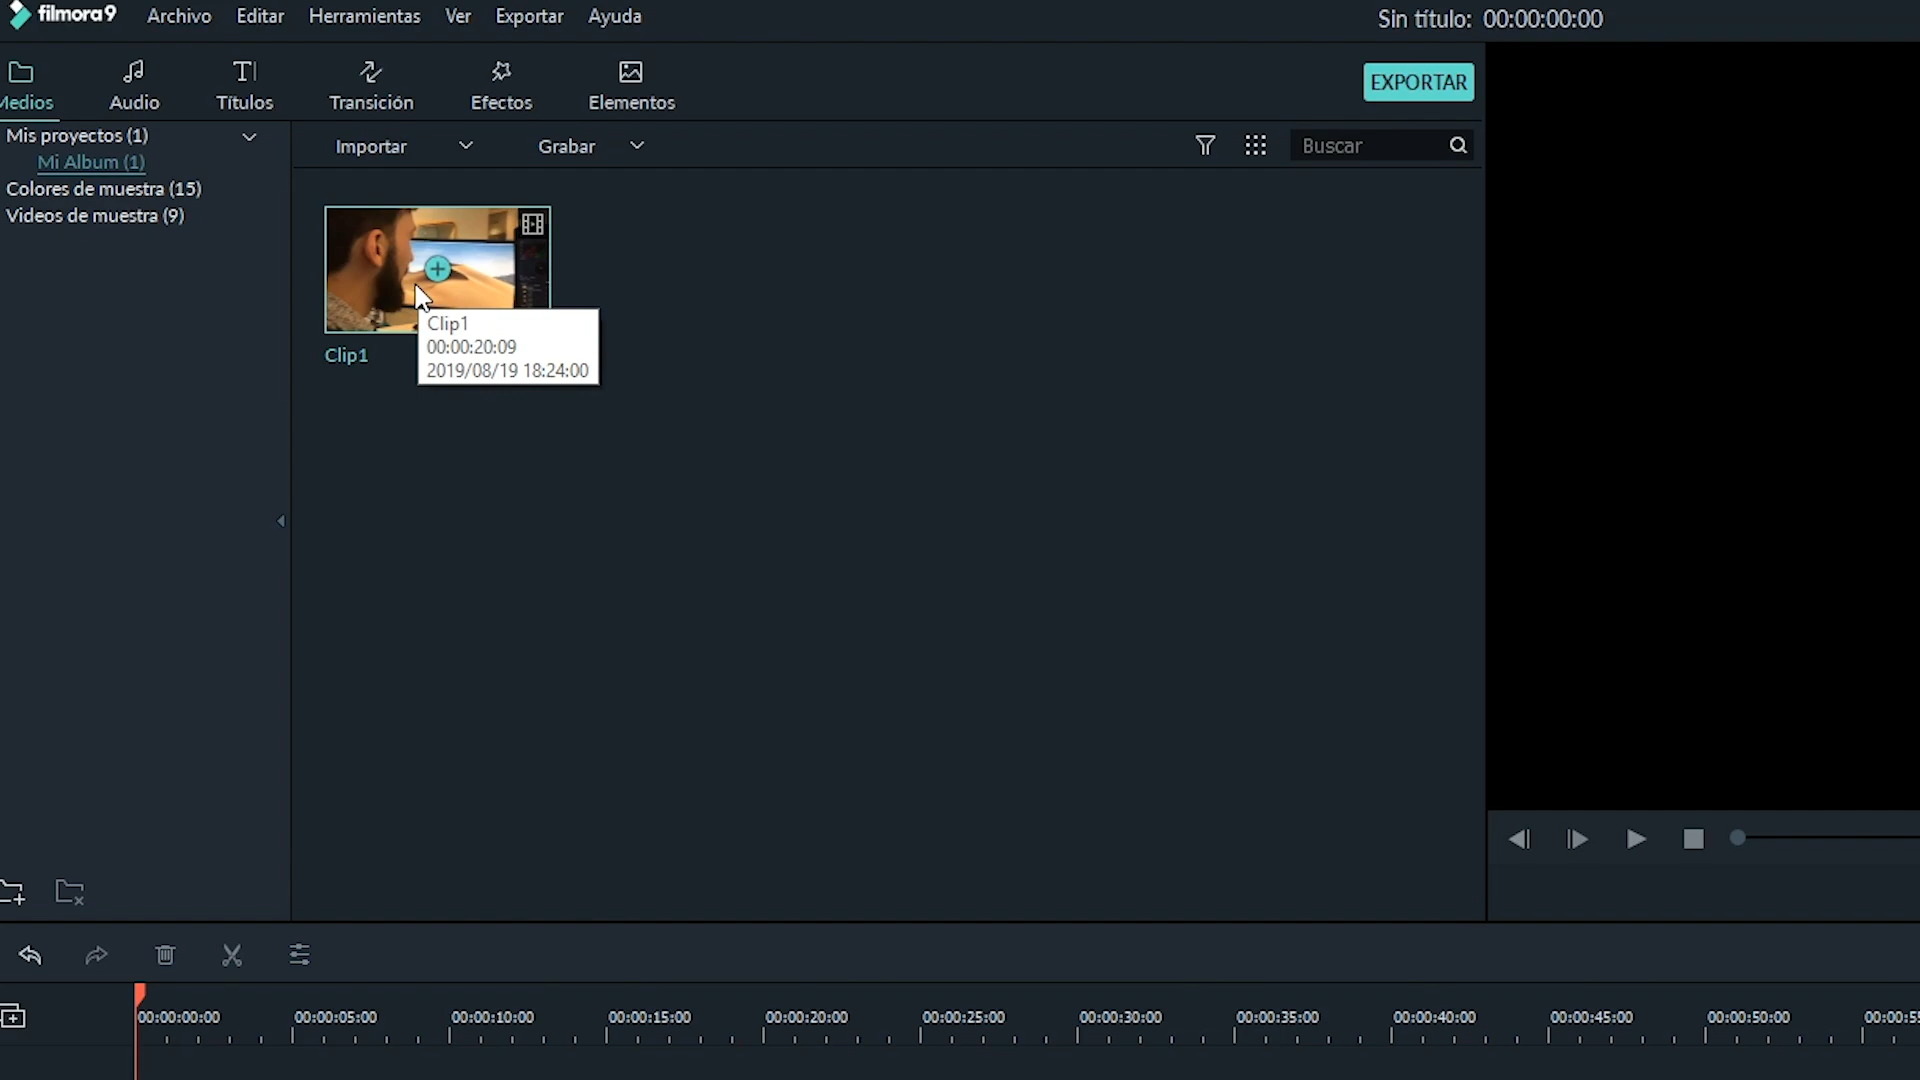 filmora9 Archivo Editar Herramientas Ver Exportar Ayuda Sin título: 00:00:00:00
Medios Audio Títulos Transición Efectos Elementos EXPORTAR
Mis proyectos (1)
Mi Album (1)
Colores de muestra (15)
Videos de muestra (9)
Importar Grabar Buscar
Clip1
Clip1
00:00:20:09
2019/08/19 18:24:00
00:00:00:00 00:00:05:00 00:00:10:00 00:00:15:00 00:00:20:00 00:00:25:00 00:00:30:00 00:00:35:00 00:00:40:00 00:00:45:00 00:00:50:00 00:00:55